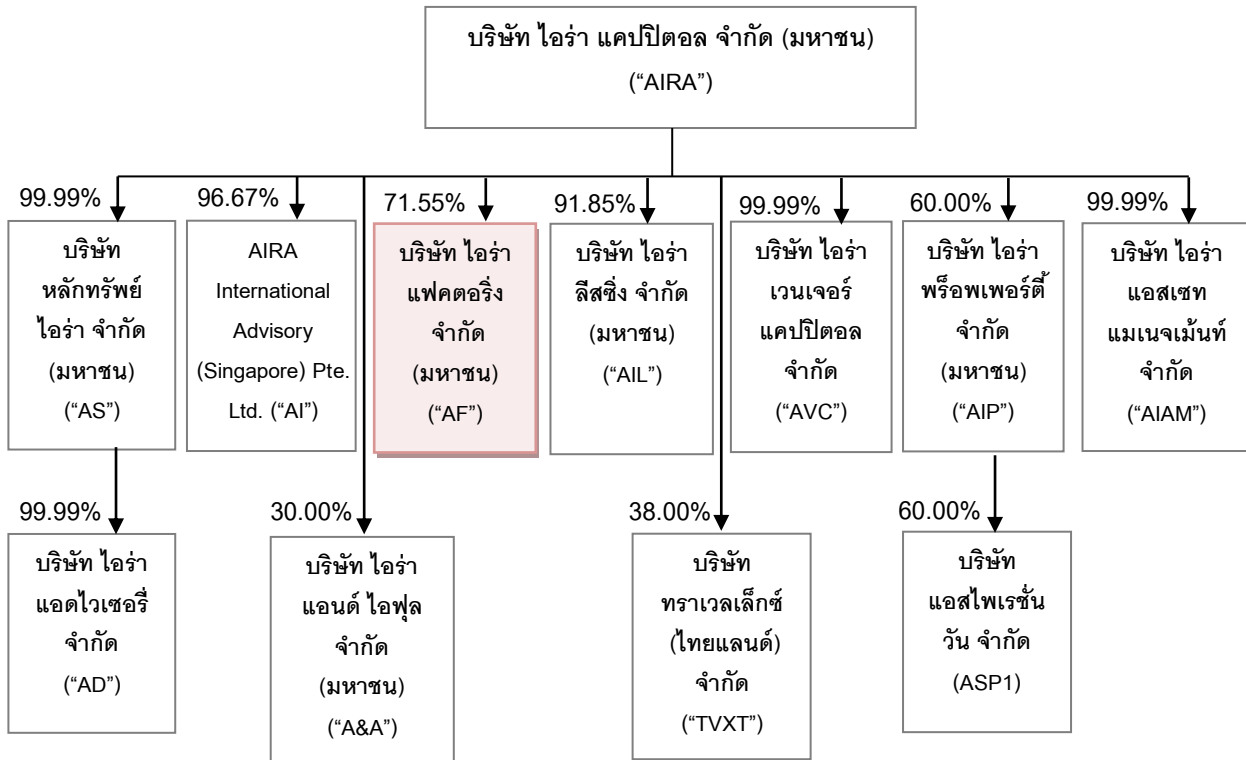 บริษัท ไอร่า แคปปิตอล จำกัด (มหาชน)
(“AIRA”)
99.99%
96.67%
71.55%
91.85%
99.99%
60.00%
99.99%
บริษัท
หลักทรัพย์
ไอร่า จำกัด
(มหาชน)
(“AS”)
AIRA
International
Advisory
(Singapore) Pte.
Ltd. (“AI”)
บริษัท ไอร่า
แฟคตอริ่ง
จำกัด
(มหาชน)
(“AF”)
บริษัท ไอร่า
ลีสซิ่ง จำกัด
(มหาชน)
(“AIL”)
บริษัท ไอร่า
เวนเจอร์
แคปปิตอล
จำกัด
(“AVC”)
บริษัท ไอร่า
พร็อพเพอร์ตี้
จำกัด
(มหาชน)
(“AIP”)
บริษัท ไอร่า
แอสเซท
แมเนจเม้นท์
จำกัด
(“AIAM”)
99.99%
30.00%
38.00%
60.00%
บริษัท ไอร่า
แอดไวเซอรี่
จำกัด
(“AD”)
บริษัท ไอร่า
แอนด์ ไอฟุล
จำกัด
(มหาชน)
(“A&A”)
บริษัท
ทราเวลเล็กซ์
(ไทยแลนด์)
จำกัด
(“TVXT”)
บริษัท
แอสไพเรชั่น
วัน จำกัด
(ASP1)